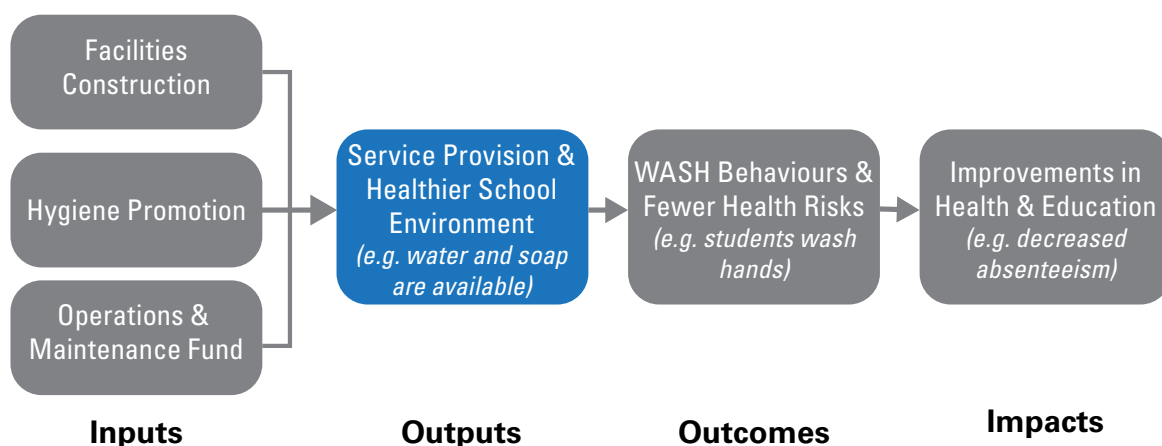 Facilities
Construction
Hygiene Promotion
Operations &
Maintenance Fund
Service Provision &
Healthier School
Environment
(e.g. water and soap
are available)
WASH Behaviours &
Fewer Health Risks
(e.g. students wash
hands)
Improvements in
Health & Education
(e.g. decreased
absenteeism)
Inputs
Outputs
Outcomes
Impacts